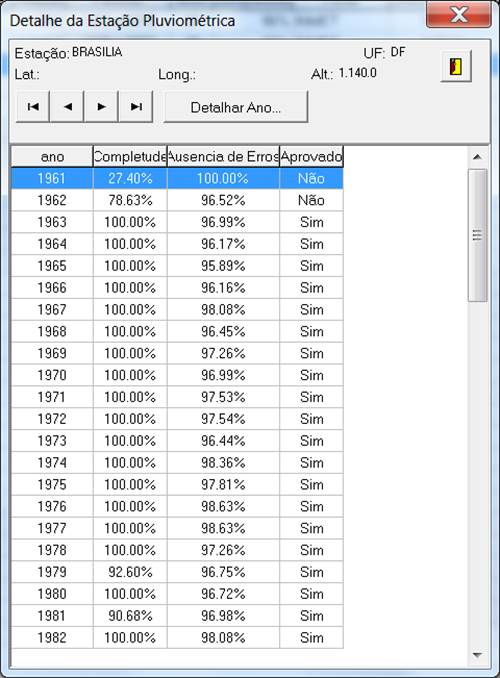 Detalhe da Estação Pluviométrica
Estação: BRASILIA UF: DF
Lat.: Long.: Alt.: 1.140.0
Detalhar Ano...
ano Completude Ausencia de Erros Aprovado
1961 27.40% 100.00% Não
1962 78.63% 96.52% Não
1963 100.00% 96.99% Sim
1964 100.00% 96.17% Sim
1965 100.00% 95.89% Sim
1966 100.00% 96.16% Sim
1967 100.00% 98.08% Sim
1968 100.00% 96.45% Sim
1969 100.00% 97.26% Sim
1970 100.00% 96.99% Sim
1971 100.00% 97.53% Sim
1972 100.00% 97.54% Sim
1973 100.00% 96.44% Sim
1974 100.00% 98.36% Sim
1975 100.00% 97.81% Sim
1976 100.00% 98.63% Sim
1977 100.00% 98.63% Sim
1978 100.00% 97.26% Sim
1979 92.60% 96.75% Sim
1980 100.00% 96.72% Sim
1981 90.68% 96.98% Sim
1982 100.00% 98.08% Sim